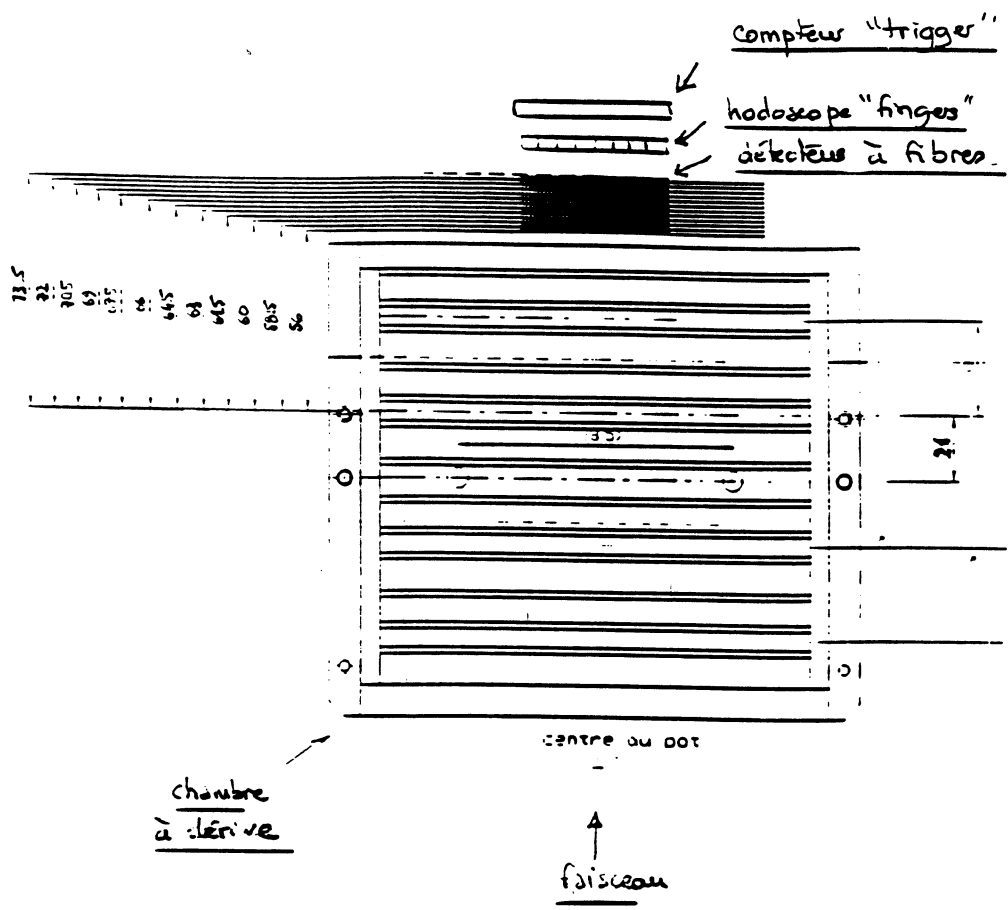 compteur "trigger"
hodoscope "fingers"
détecteur à fibres
73.5
72
70.5
69
67.5
66
64.5
63
61.5
60
58.5
56
centre du pot
chambre
à dérive
faisceau